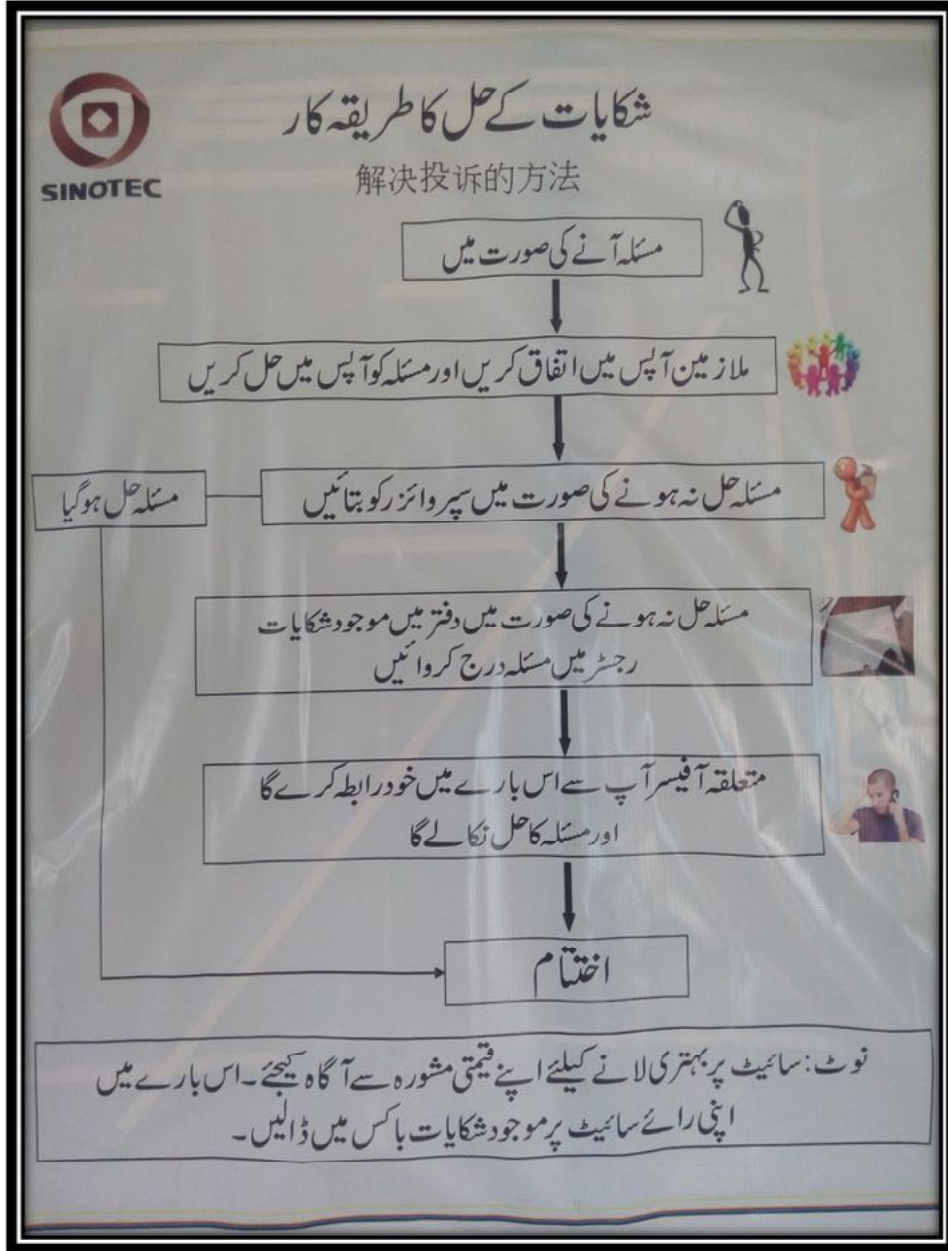 SINOTEC
شکایات کے حل کا طریقہ کار
解决投诉的方法
مسئلہ آنے کی صورت میں
ملازمین آپس میں اتفاق کریں اور مسئلہ کو آپس میں حل کریں
مسئلہ حل نہ ہونے کی صورت میں سپروائزر کو بتائیں
مسئلہ حل ہوگیا
مسئلہ حل نہ ہونے کی صورت میں دفتر میں موجود شکایات
رجسٹر میں مسئلہ درج کروائیں
متعلقہ آفیسر آپ سے اس بارے میں خود رابطہ کرے گا
اور مسئلہ کا حل نکالے گا
اختتام
نوٹ: سائیٹ پر بہتری لانے کیلئے اپنے قیمتی مشورہ سے آگاہ کیجئے۔ اس بارے میں
اپنی رائے سائیٹ پر موجود شکایات باکس میں ڈالیں۔